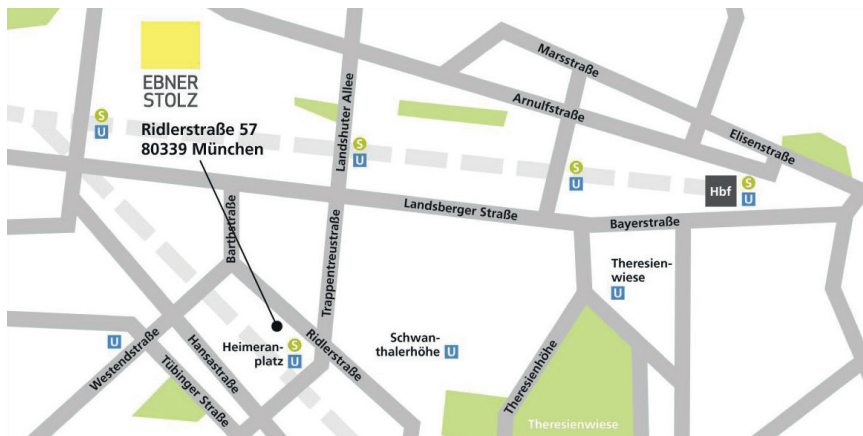 EBNER
STOLZ
Ridlerstraße 57
80339 München
Marsstraße
Arnulfstraße
Elisenstraße
Landshuter Allee
S
U
S
U
S
U
Hbf
S
U
Landsberger Straße
Bayerstraße
Barthstraße
Trappentreustraße
Theresien-
wiese
U
U
Westendstraße
Hansastraße
Tübinger Straße
Heimeran-
platz
S
U
Ridlerstraße
Schwan-
thalerhöhe
U
Theresienhöhe
Theresienwiese